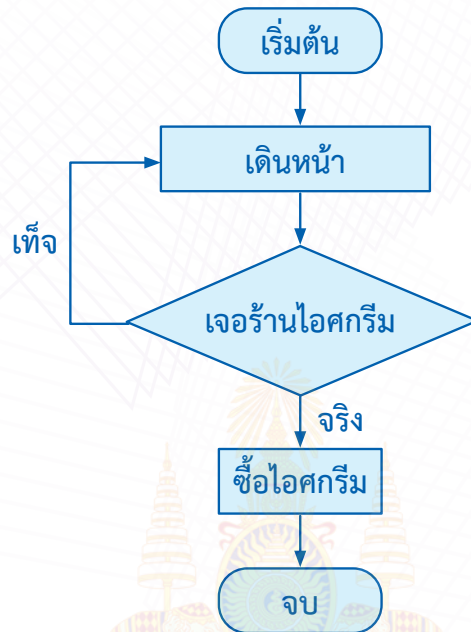 เริ่มต้น
เดินหน้า
เท็จ
เจอร้านไอศกรีม
จริง
ซื้อไอศกรีม
จบ